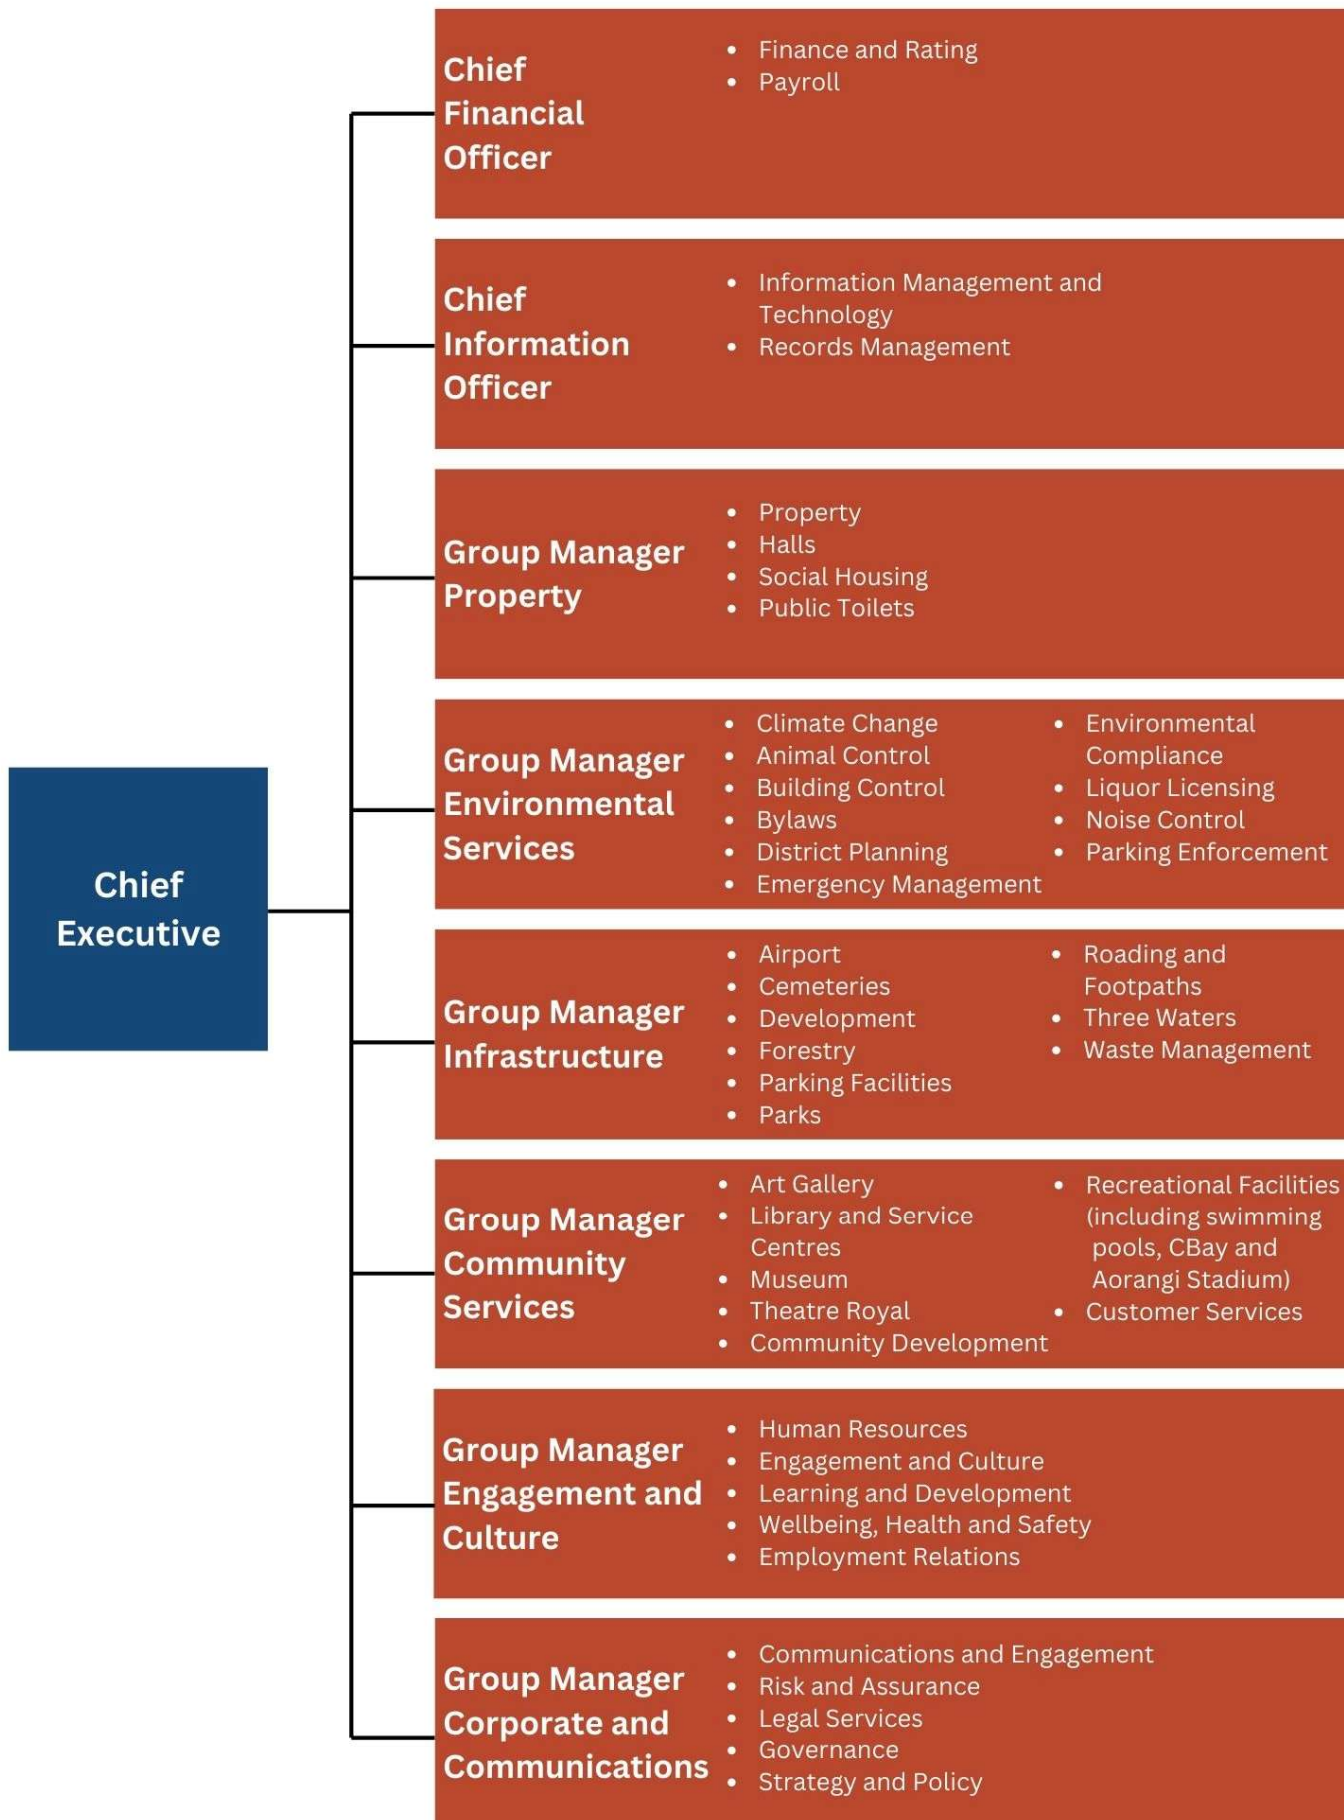 Chief
Executive
Chief
Financial
Officer
• Finance and Rating
• Payroll
Chief
Information
Officer
• Information Management and
Technology
• Records Management
Group Manager
Property
• Property
• Halls
• Social Housing
• Public Toilets
Group Manager
Environmental
Services
• Climate Change
• Animal Control
• Building Control
• Bylaws
• District Planning
• Emergency Management
• Environmental
Compliance
• Liquor Licensing
• Noise Control
• Parking Enforcement
Group Manager
Infrastructure
• Airport
• Cemeteries
• Development
• Forestry
• Parking Facilities
• Parks
• Roading and
Footpaths
• Three Waters
• Waste Management
Group Manager
Community
Services
• Art Gallery
• Library and Service
Centres
• Museum
• Theatre Royal
• Community Development
• Recreational Facilities
(including swimming
pools, CBay and
Aorangi Stadium)
• Customer Services
Group Manager
Engagement and
Culture
• Human Resources
• Engagement and Culture
• Learning and Development
• Wellbeing, Health and Safety
• Employment Relations
Group Manager
Corporate and
Communications
• Communications and Engagement
• Risk and Assurance
• Legal Services
• Governance
• Strategy and Policy